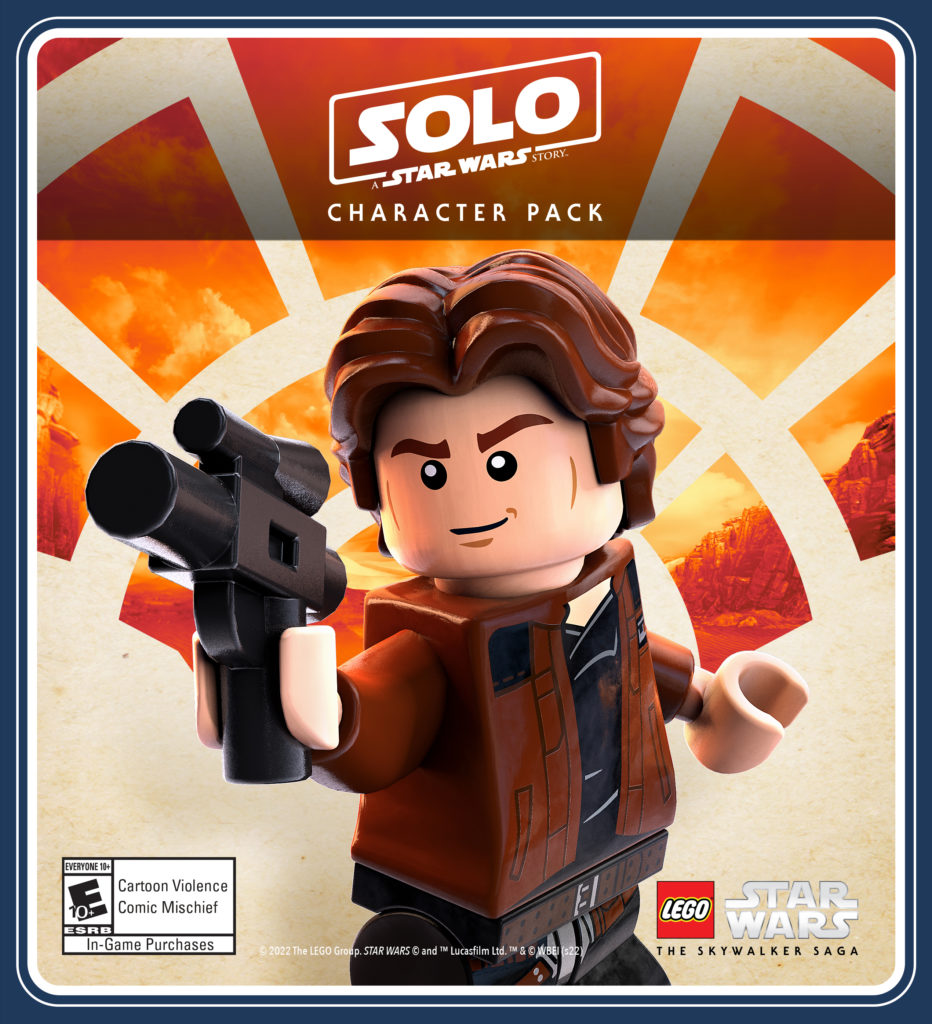 SOLO
A STAR WARS STORY™
CHARACTER PACK
EVERYONE 10+
E
10+
ESRB
Cartoon Violence
Comic Mischief
In-Game Purchases
© 2022 The LEGO Group. STAR WARS © and ™ Lucasfilm Ltd. ™ & © WBEI (s22)
LEGO
STAR
WARS
THE SKYWALKER SAGA